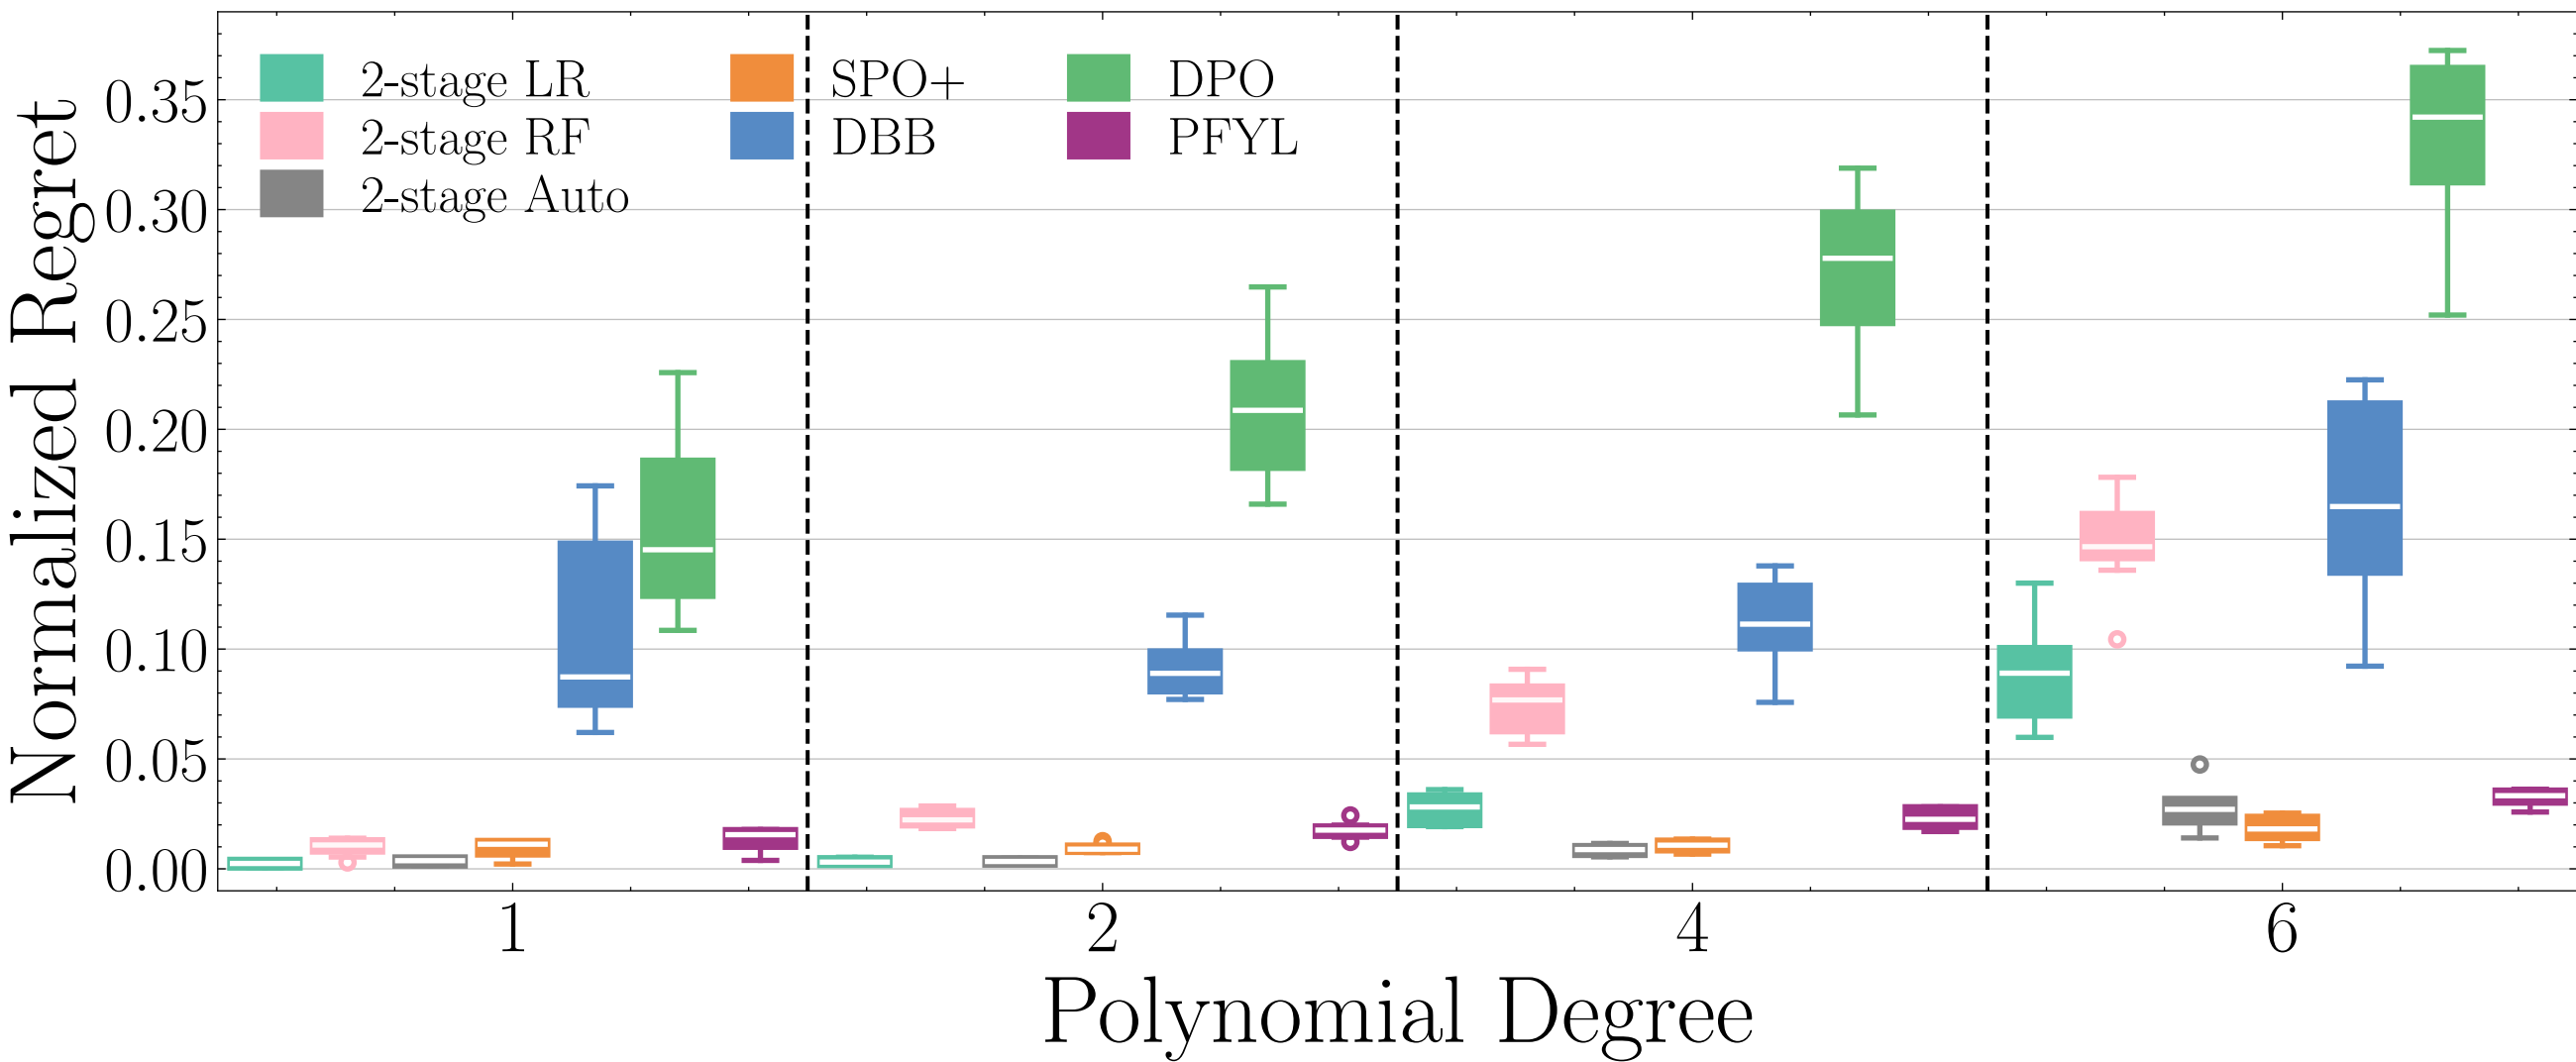 Normalized Regret
0.35
0.30
0.25
0.20
0.15
0.10
0.05
0.00
2-stage LR
2-stage RF
2-stage Auto
SPO+
DBB
DPO
PFYL
1
2
4
6
Polynomial Degree